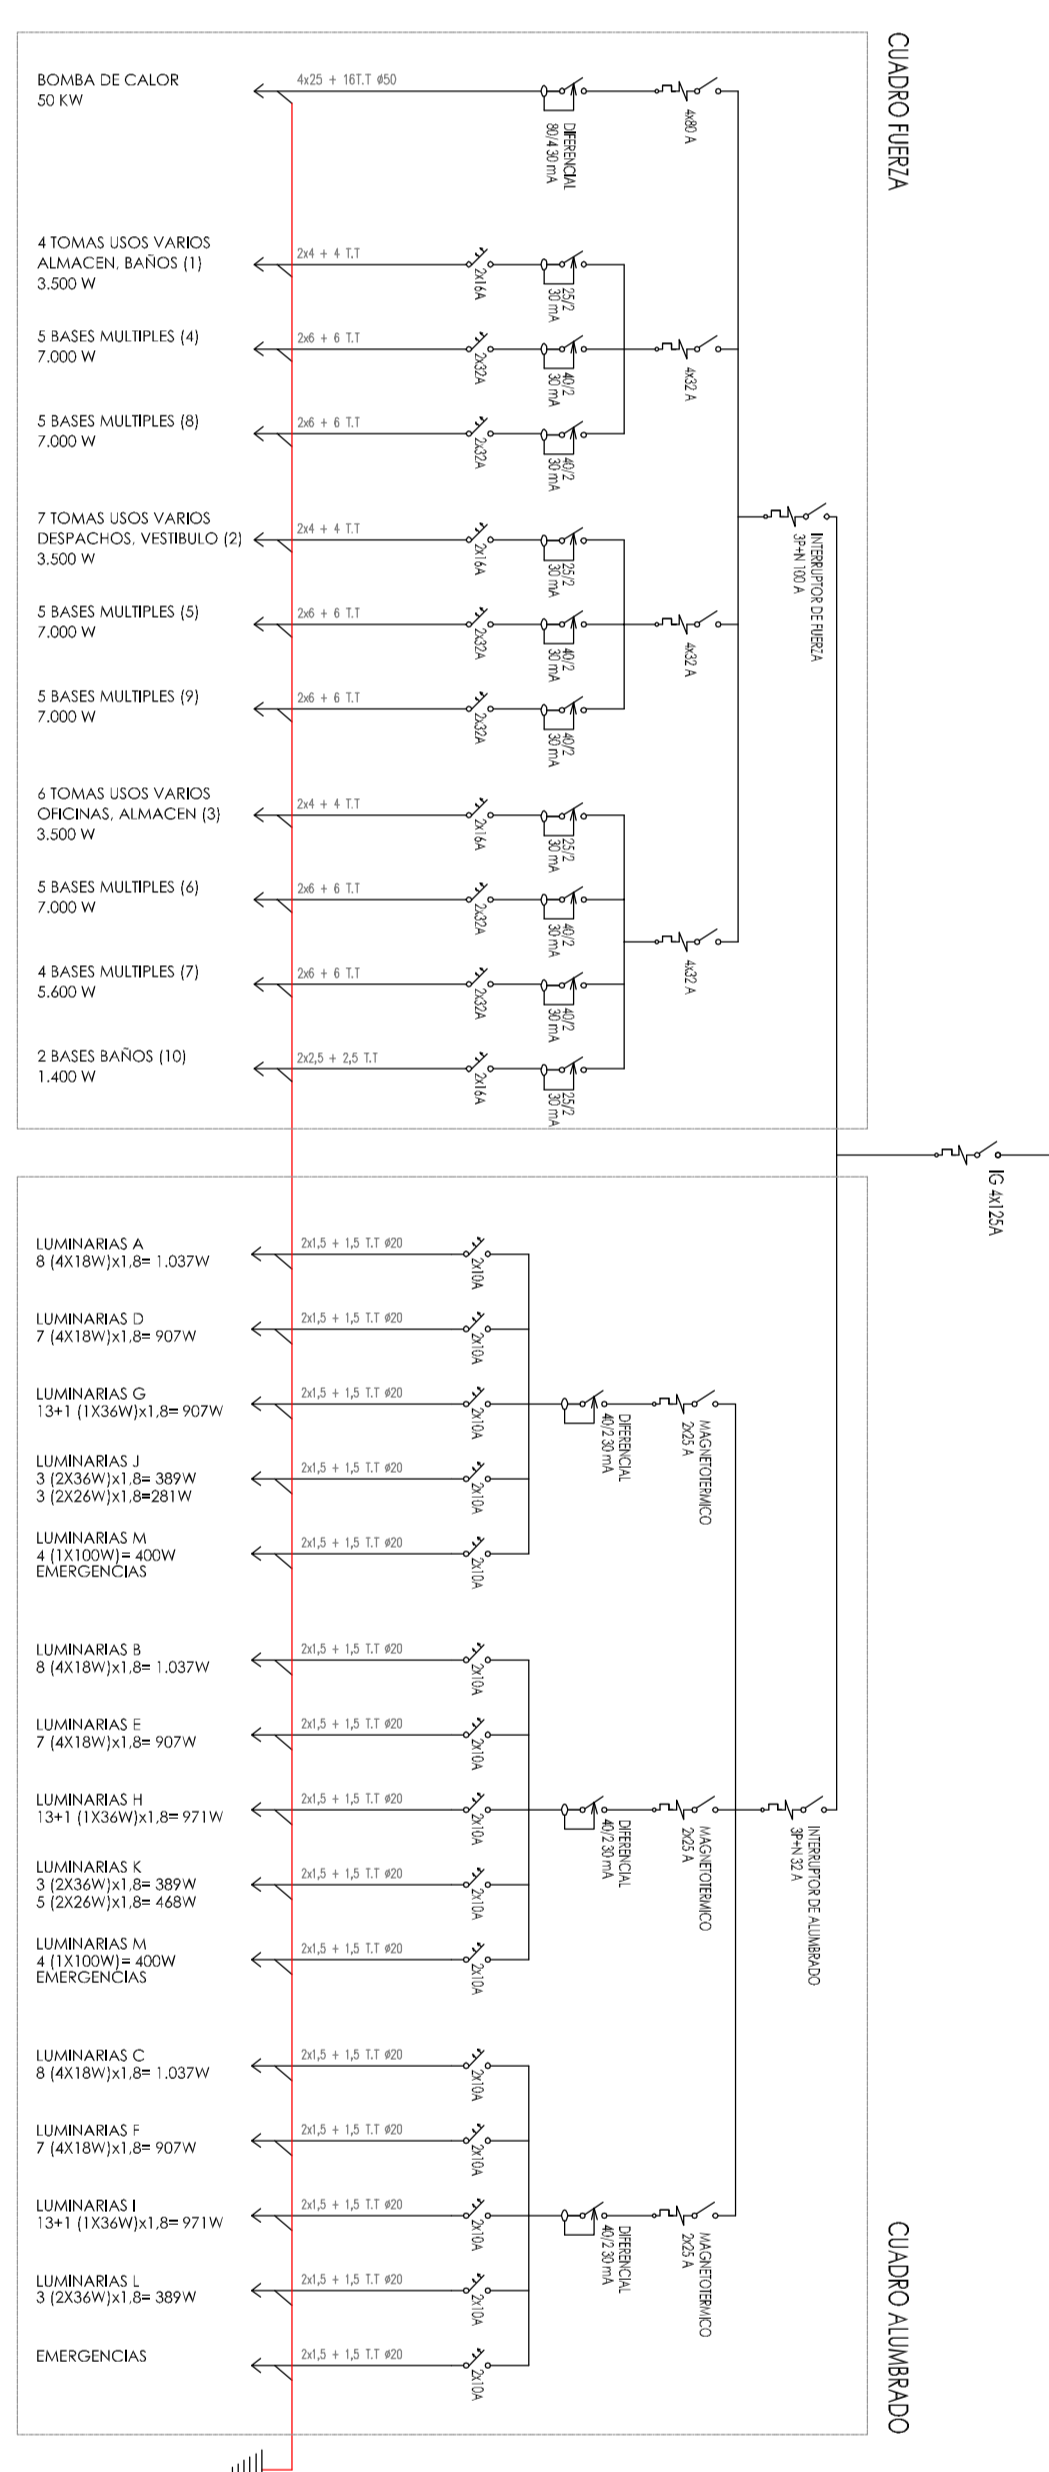 CUADRO FUERZA
BOMBA DE CALOR
50 KW
4x25 + 16T.T ø50
DIFERENCIAL
80/4 30 mA
4x80 A
4 TOMAS USOS VARIOS
ALMACEN, BAÑOS (1)
3.500 W
2x4 + 4 T.T
2x16A
25/2
30 mA
5 BASES MULTIPLES (4)
7.000 W
2x6 + 6 T.T
2x32A
40/2
30 mA
4x32 A
5 BASES MULTIPLES (8)
7.000 W
2x6 + 6 T.T
2x32A
40/2
30 mA
7 TOMAS USOS VARIOS
DESPACHOS, VESTIBULO (2)
3.500 W
2x4 + 4 T.T
2x16A
25/2
30 mA
INTERRUPTOR DE FUERZA
3P+N 100 A
5 BASES MULTIPLES (5)
7.000 W
2x6 + 6 T.T
2x32A
40/2
30 mA
4x32 A
5 BASES MULTIPLES (9)
7.000 W
2x6 + 6 T.T
2x32A
40/2
30 mA
6 TOMAS USOS VARIOS
OFICINAS, ALMACEN (3)
3.500 W
2x4 + 4 T.T
2x16A
25/2
30 mA
5 BASES MULTIPLES (6)
7.000 W
2x6 + 6 T.T
2x32A
40/2
30 mA
4x32 A
4 BASES MULTIPLES (7)
5.600 W
2x6 + 6 T.T
2x32A
40/2
30 mA
2 BASES BAÑOS (10)
1.400 W
2x2,5 + 2,5 T.T
2x16A
25/2
30 mA
IG 4x125A
LUMINARIAS A
8 (4X18W)x1,8= 1.037W
2x1,5 + 1,5 T.T ø20
2x10A
LUMINARIAS D
7 (4X18W)x1,8= 907W
2x1,5 + 1,5 T.T ø20
2x10A
LUMINARIAS G
13+1 (1X36W)x1,8= 907W
2x1,5 + 1,5 T.T ø20
2x10A
DIFERENCIAL
40/2 30 mA
MAGNETOTERMICO
2x25 A
LUMINARIAS J
3 (2X36W)x1,8= 389W
3 (2X26W)x1,8=281W
2x1,5 + 1,5 T.T ø20
2x10A
LUMINARIAS M
4 (1X100W)= 400W
EMERGENCIAS
2x1,5 + 1,5 T.T ø20
2x10A
LUMINARIAS B
8 (4X18W)x1,8= 1.037W
2x1,5 + 1,5 T.T ø20
2x10A
LUMINARIAS E
7 (4X18W)x1,8= 907W
2x1,5 + 1,5 T.T ø20
2x10A
LUMINARIAS H
13+1 (1X36W)x1,8= 971W
2x1,5 + 1,5 T.T ø20
2x10A
DIFERENCIAL
40/2 30 mA
MAGNETOTERMICO
2x25 A
INTERRUPTOR DE ALUMBRADO
3P+N 32 A
LUMINARIAS K
3 (2X36W)x1,8= 389W
5 (2X26W)x1,8= 468W
2x1,5 + 1,5 T.T ø20
2x10A
LUMINARIAS M
4 (1X100W)= 400W
EMERGENCIAS
2x1,5 + 1,5 T.T ø20
2x10A
LUMINARIAS C
8 (4X18W)x1,8= 1.037W
2x1,5 + 1,5 T.T ø20
2x10A
LUMINARIAS F
7 (4X18W)x1,8= 907W
2x1,5 + 1,5 T.T ø20
2x10A
LUMINARIAS I
13+1 (1X36W)x1,8= 971W
2x1,5 + 1,5 T.T ø20
2x10A
DIFERENCIAL
40/2 30 mA
MAGNETOTERMICO
2x25 A
LUMINARIAS L
3 (2X36W)x1,8= 389W
2x1,5 + 1,5 T.T ø20
2x10A
EMERGENCIAS
2x1,5 + 1,5 T.T ø20
2x10A
CUADRO ALUMBRADO